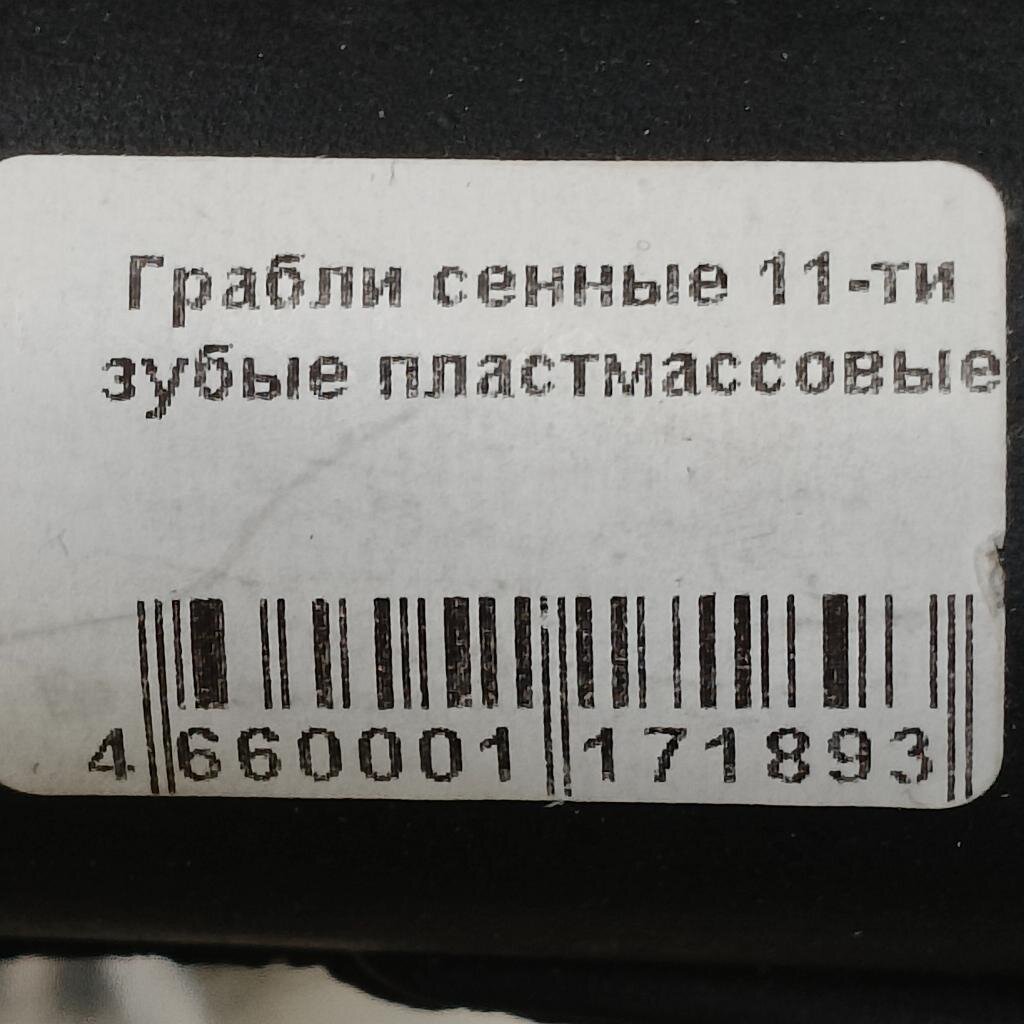 Грабли сенные 11-ти
зубые пластмассовые
4 660001 171893